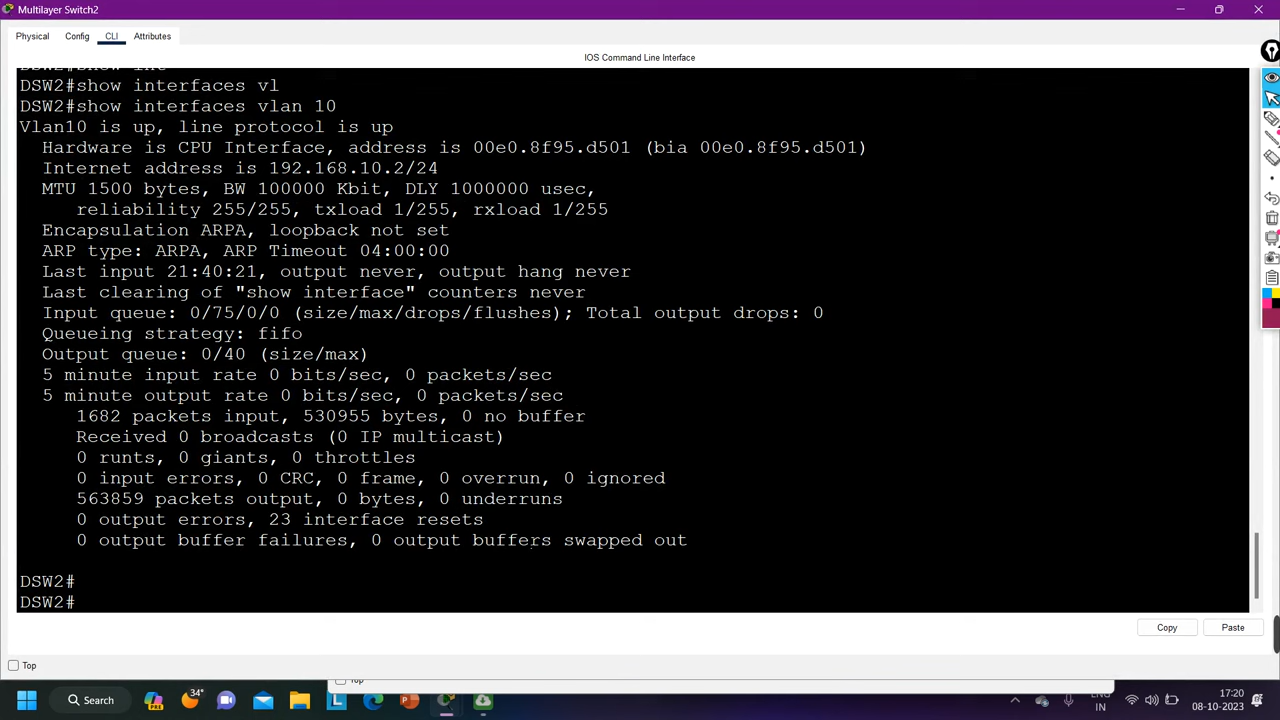 Multilayer Switch2
Physical Config CLI Attributes
IOS Command Line Interface
DSW2#show int
DSW2#show interfaces vl
DSW2#show interfaces vlan 10
Vlan10 is up, line protocol is up
Hardware is CPU Interface, address is 00e0.8f95.d501 (bia 00e0.8f95.d501)
Internet address is 192.168.10.2/24
MTU 1500 bytes, BW 100000 Kbit, DLY 1000000 usec,
reliability 255/255, txload 1/255, rxload 1/255
Encapsulation ARPA, loopback not set
ARP type: ARPA, ARP Timeout 04:00:00
Last input 21:40:21, output never, output hang never
Last clearing of "show interface" counters never
Input queue: 0/75/0/0 (size/max/drops/flushes); Total output drops: 0
Queueing strategy: fifo
Output queue: 0/40 (size/max)
5 minute input rate 0 bits/sec, 0 packets/sec
5 minute output rate 0 bits/sec, 0 packets/sec
1682 packets input, 530955 bytes, 0 no buffer
Received 0 broadcasts (0 IP multicast)
0 runts, 0 giants, 0 throttles
0 input errors, 0 CRC, 0 frame, 0 overrun, 0 ignored
563859 packets output, 0 bytes, 0 underruns
0 output errors, 23 interface resets
0 output buffer failures, 0 output buffers swapped out
DSW2#
DSW2#
Copy Paste
Top
Top
Search PRE 34° L P ENG IN 17:20
08-10-2023